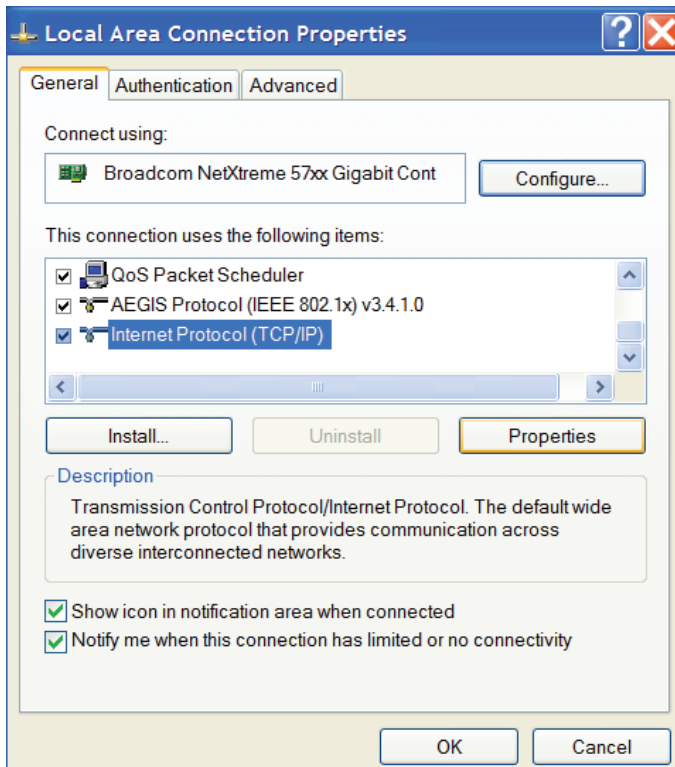 Local Area Connection Properties
General Authentication Advanced
Connect using:
Broadcom NetXtreme 57xx Gigabit Cont
Configure...
This connection uses the following items:
QoS Packet Scheduler
AEGIS Protocol (IEEE 802.1x) v3.4.1.0
Internet Protocol (TCP/IP)
Install... Uninstall Properties
Description
Transmission Control Protocol/Internet Protocol. The default wide
area network protocol that provides communication across
diverse interconnected networks.
Show icon in notification area when connected
Notify me when this connection has limited or no connectivity
OK Cancel